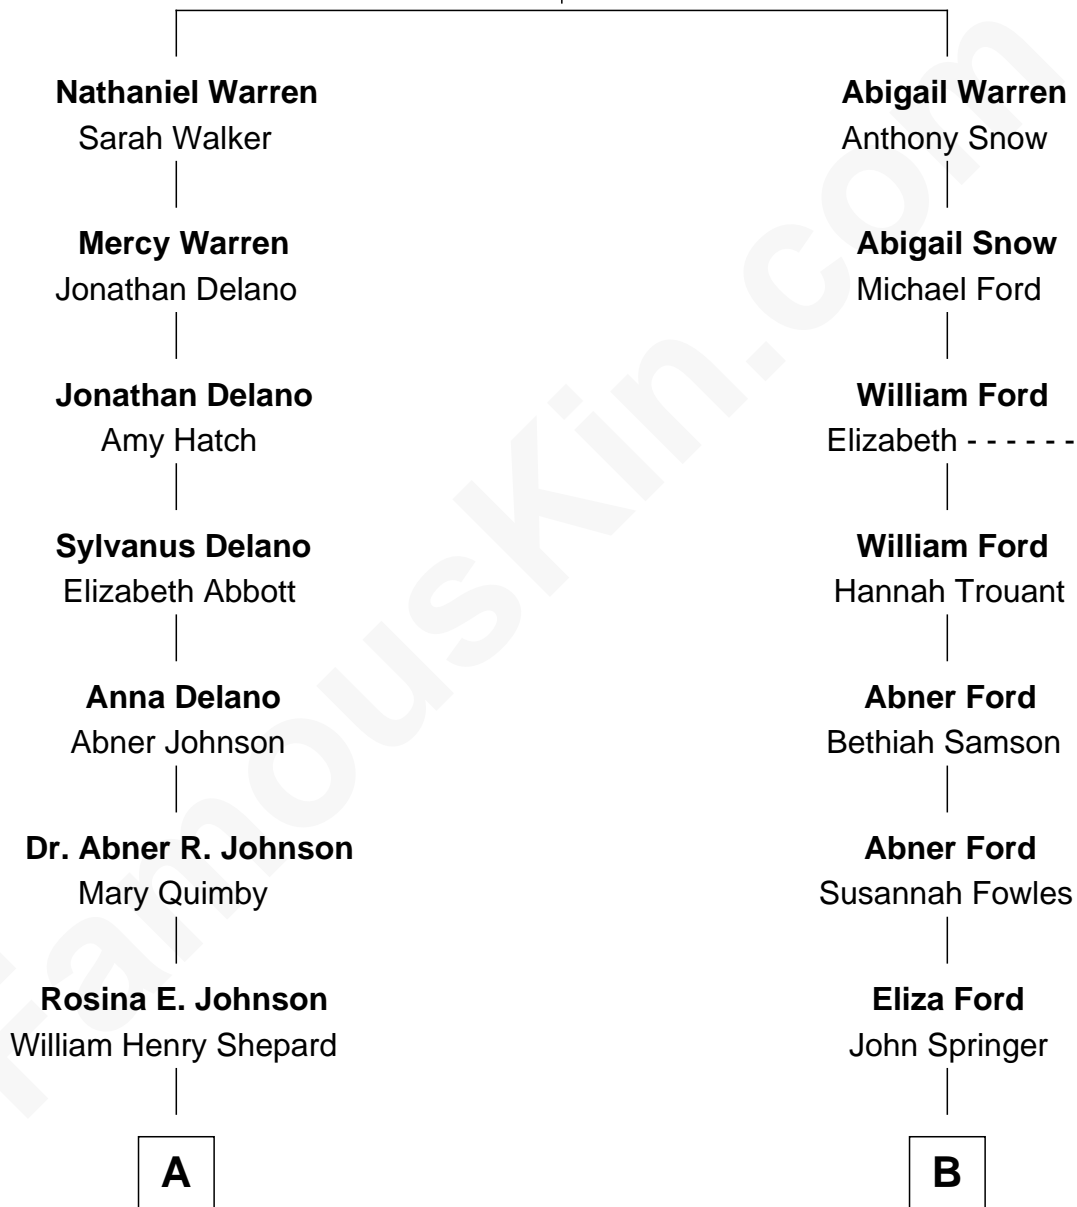 Nathaniel Warren
Sarah Walker
Mercy Warren
Jonathan Delano
Jonathan Delano
Amy Hatch
Sylvanus Delano
Elizabeth Abbott
Anna Delano
Abner Johnson
Dr. Abner R. Johnson
Mary Quimby
Rosina E. Johnson
William Henry Shepard
A
Abigail Warren
Anthony Snow
Abigail Snow
Michael Ford
William Ford
Elizabeth - - - - - -
William Ford
Hannah Trouant
Abner Ford
Bethiah Samson
Abner Ford
Susannah Fowles
Eliza Ford
John Springer
B
FamousKin.com